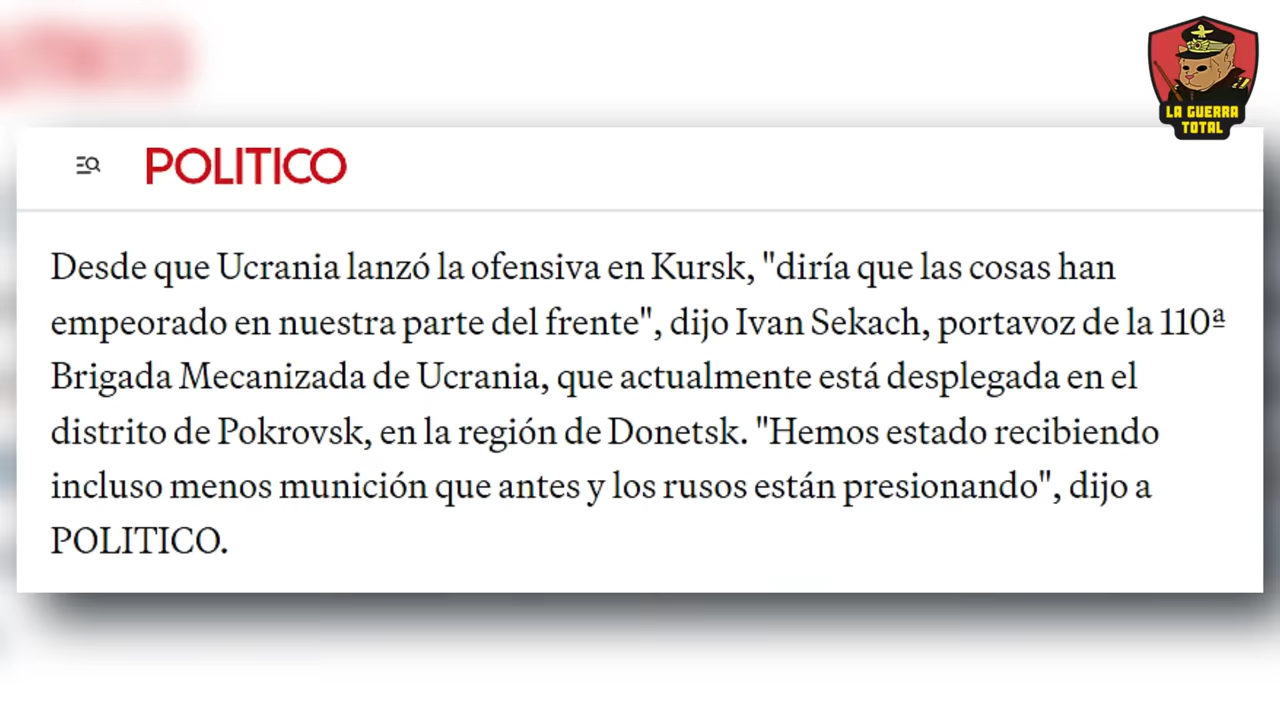 LA GUERRA
TOTAL
POLITICO
Desde que Ucrania lanzó la ofensiva en Kursk, "diría que las cosas han
empeorado en nuestra parte del frente", dijo Ivan Sekach, portavoz de la 110ª
Brigada Mecanizada de Ucrania, que actualmente está desplegada en el
distrito de Pokrovsk, en la región de Donetsk. "Hemos estado recibiendo
incluso menos munición que antes y los rusos están presionando", dijo a
POLITICO.